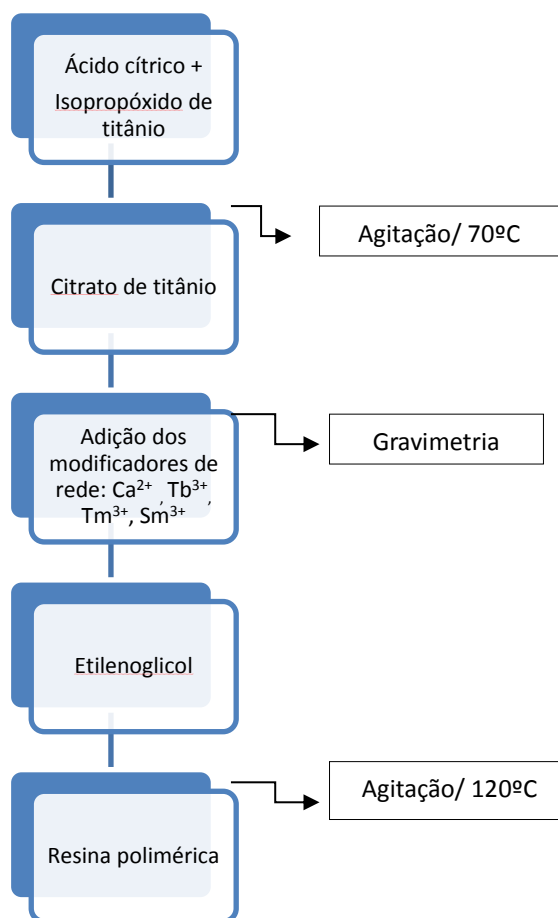 Ácido cítrico +
Isopropóxido de
titânio
Agitação/ 70ºC
Citrato de titânio
Adição dos
modificadores de
rede: Ca²⁺, Tb³⁺,
Tm³⁺, Sm³⁺
Gravimetria
Etilenoglicol
Agitação/ 120ºC
Resina polimérica